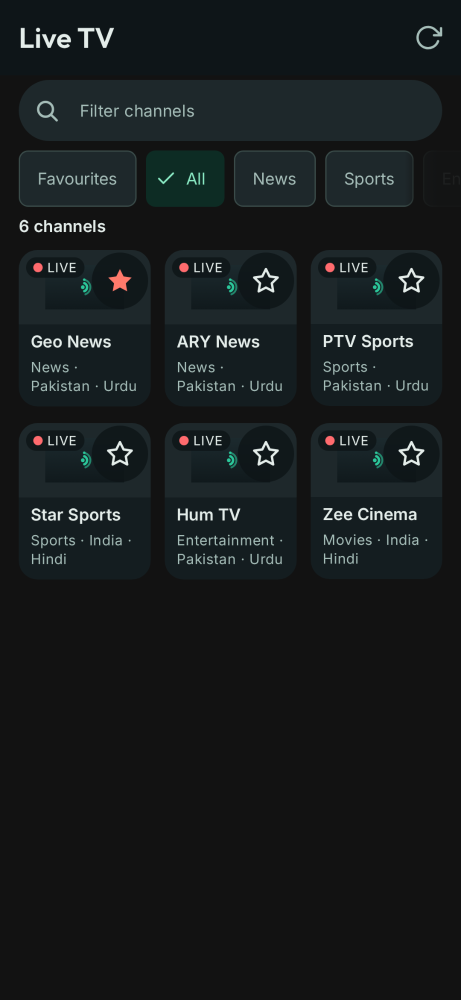 Live TV
Filter channels
Favourites
All
News
Sports
En
6 channels
LIVE
LIVE
LIVE
Geo News
ARY News
PTV Sports
News ·
Pakistan · Urdu
News ·
Pakistan · Urdu
Sports ·
Pakistan · Urdu
LIVE
LIVE
LIVE
Star Sports
Hum TV
Zee Cinema
Sports · India ·
Hindi
Entertainment ·
Pakistan · Urdu
Movies · India ·
Hindi